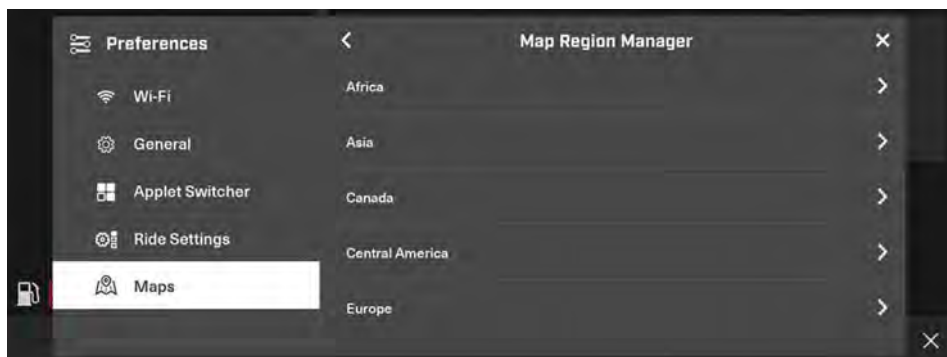 Preferences
Wi-Fi
General
Applet Switcher
Ride Settings
Maps
Map Region Manager
Africa
Asia
Canada
Central America
Europe